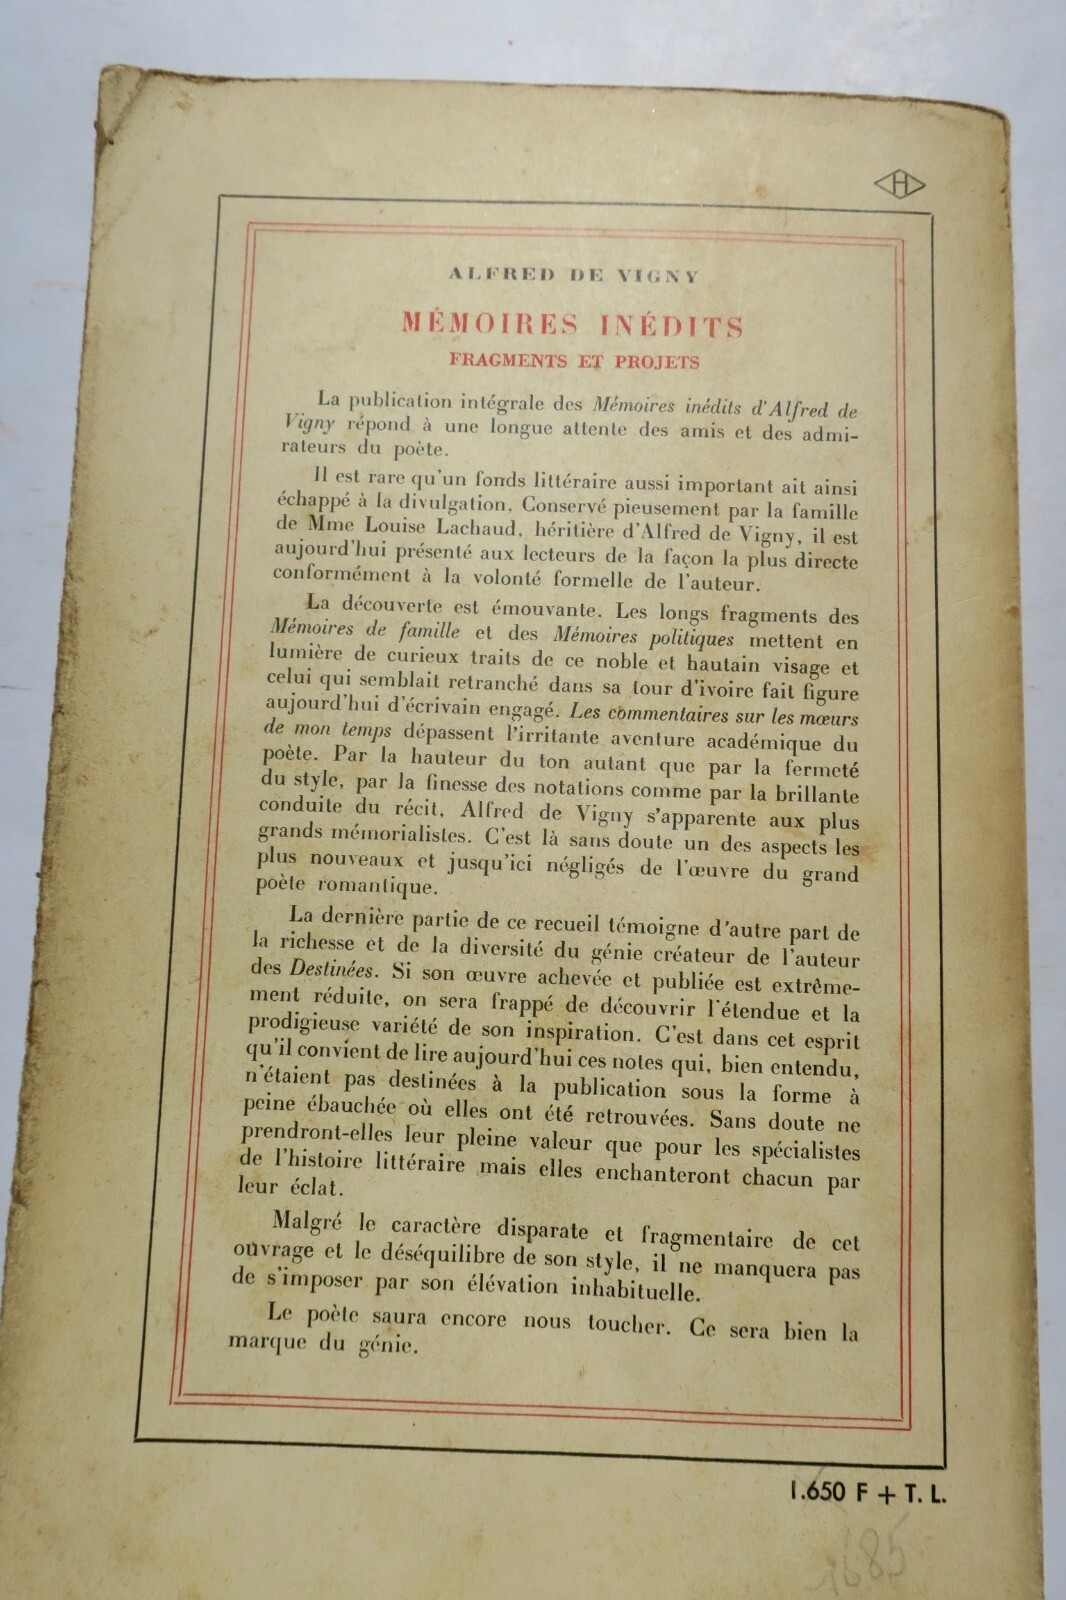 H
ALFRED DE VIGNY
MÉMOIRES INÉDITS
FRAGMENTS ET PROJETS
La publication intégrale des Mémoires inédits d'Alfred de
Vigny répond à une longue attente des amis et des admi-
rateurs du poète.
Il est rare qu'un fonds littéraire aussi important ait ainsi
échappé à la divulgation. Conservé pieusement par la famille
de Mme Louise Lachaud, héritière d'Alfred de Vigny, il est
aujourd'hui présenté aux lecteurs de la façon la plus directe
conformément à la volonté formelle de l'auteur.
La découverte est émouvante. Les longs fragments des
Mémoires de famille et des Mémoires politiques mettent en
lumière de curieux traits de ce noble et hautain visage et
celui qui semblait retranché dans sa tour d'ivoire fait figure
aujourd'hui d'écrivain engagé. Les commentaires sur les mœurs
de mon temps dépassent l'irritante aventure académique du
poète. Par la hauteur du ton autant que par la fermeté
du style, par la finesse des notations comme par la brillante
conduite du récit, Alfred de Vigny s'apparente aux plus
grands mémorialistes. C'est là sans doute un des aspects les
plus nouveaux et jusqu'ici négligés de l'œuvre du grand
poète romantique.
La dernière partie de ce recueil témoigne d'autre part de
la richesse et de la diversité du génie créateur de l'auteur
des Destinées. Si son œuvre achevée et publiée est extrême-
ment réduite, on sera frappé de découvrir l'étendue et la
prodigieuse variété de son inspiration. C'est dans cet esprit
qu'il convient de lire aujourd'hui ces notes qui, bien entendu,
n'étaient pas destinées à la publication sous la forme à
peine ébauchée où elles ont été retrouvées. Sans doute ne
prendront-elles leur pleine valeur que pour les spécialistes
de l'histoire littéraire mais elles enchanteront chacun par
leur éclat.
Malgré le caractère disparate et fragmentaire de cet
ouvrage et le déséquilibre de son style, il ne manquera pas
de s'imposer par son élévation inhabituelle.
Le poète saura encore nous toucher. Ce sera bien la
marque du génie.
1.650 F + T. L.
1685